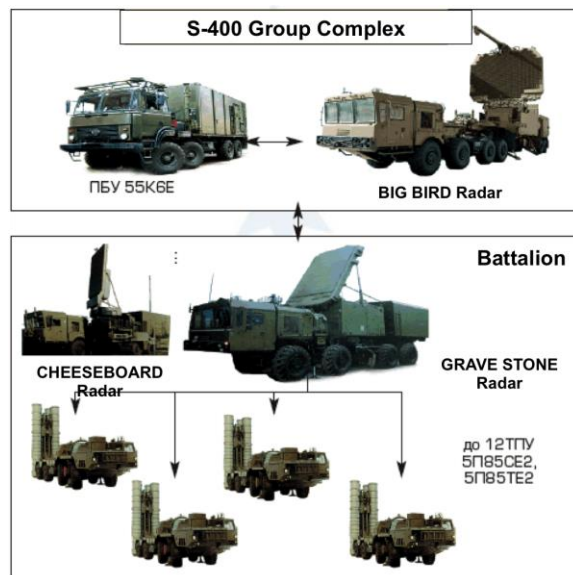 S-400 Group Complex
ПБУ 55К6Е
BIG BIRD Radar
Battalion
CHEESEBOARD
Radar
GRAVE STONE
Radar
до 12ТПУ
5П85СЕ2,
5П85ТЕ2